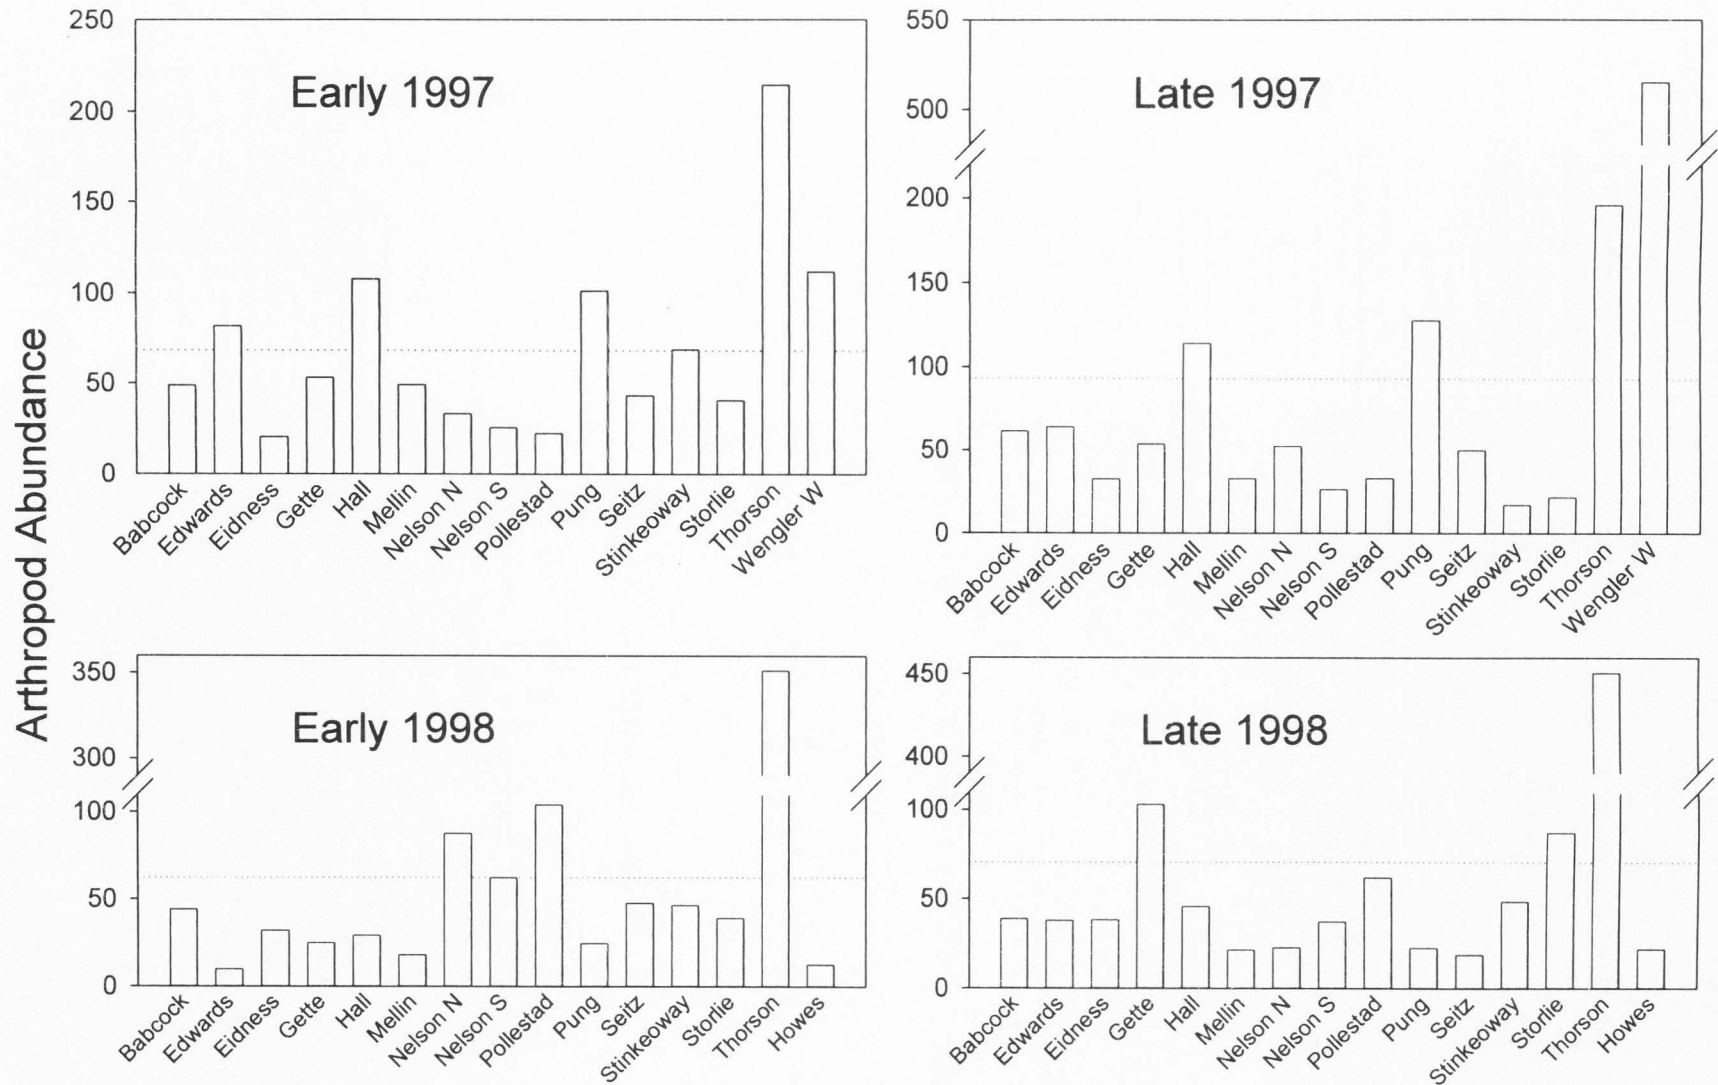 Arthropod Abundance
Early 1997
250
200
150
100
50
0
Babcock
Edwards
Eidness
Gette
Hall
Mellin
Nelson N
Nelson S
Pollestad
Pung
Seitz
Stinkeoway
Storlie
Thorson
Wengler W
Late 1997
550
500
200
150
100
50
0
Babcock
Edwards
Eidness
Gette
Hall
Mellin
Nelson N
Nelson S
Pollestad
Pung
Seitz
Stinkeoway
Storlie
Thorson
Wengler W
Early 1998
350
300
100
50
0
Babcock
Edwards
Eidness
Gette
Hall
Mellin
Nelson N
Nelson S
Pollestad
Pung
Seitz
Stinkeoway
Storlie
Thorson
Howes
Late 1998
450
400
100
50
0
Babcock
Edwards
Eidness
Gette
Hall
Mellin
Nelson N
Nelson S
Pollestad
Pung
Seitz
Stinkeoway
Storlie
Thorson
Howes